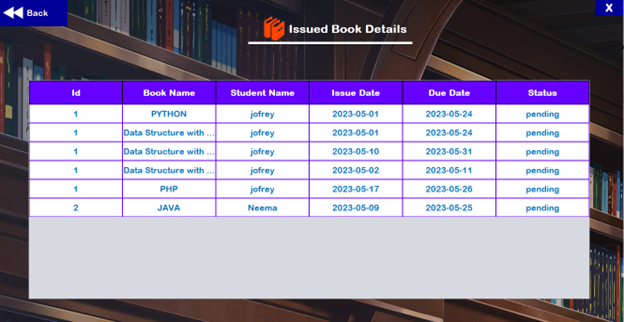 Back
X
Issued Book Details
Id Book Name Student Name Issue Date Due Date Status
1 PYTHON jofrey 2023-05-01 2023-05-24 pending
1 Data Structure with ... jofrey 2023-05-01 2023-05-24 pending
1 Data Structure with ... jofrey 2023-05-10 2023-05-31 pending
1 Data Structure with ... jofrey 2023-05-02 2023-05-11 pending
1 PHP jofrey 2023-05-17 2023-05-26 pending
2 JAVA Neema 2023-05-09 2023-05-25 pending